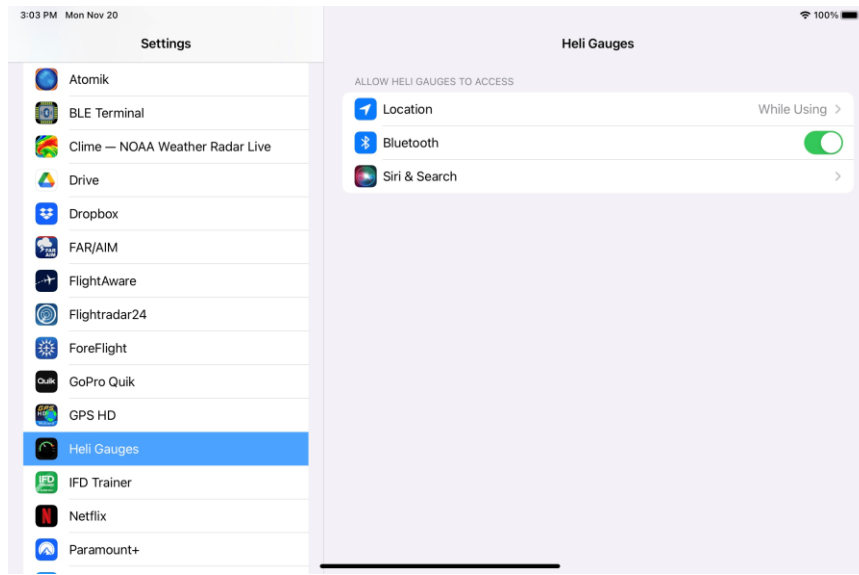 3:03 PM Mon Nov 20
100%
Settings
Atomik
BLE Terminal
Clime — NOAA Weather Radar Live
Drive
Dropbox
FAR/AIM
FlightAware
Flightradar24
ForeFlight
Quik
GoPro Quik
GPS HD
Heli Gauges
IFD
IFD Trainer
Netflix
Paramount+
Heli Gauges
ALLOW HELI GAUGES TO ACCESS
Location While Using
Bluetooth
Siri & Search